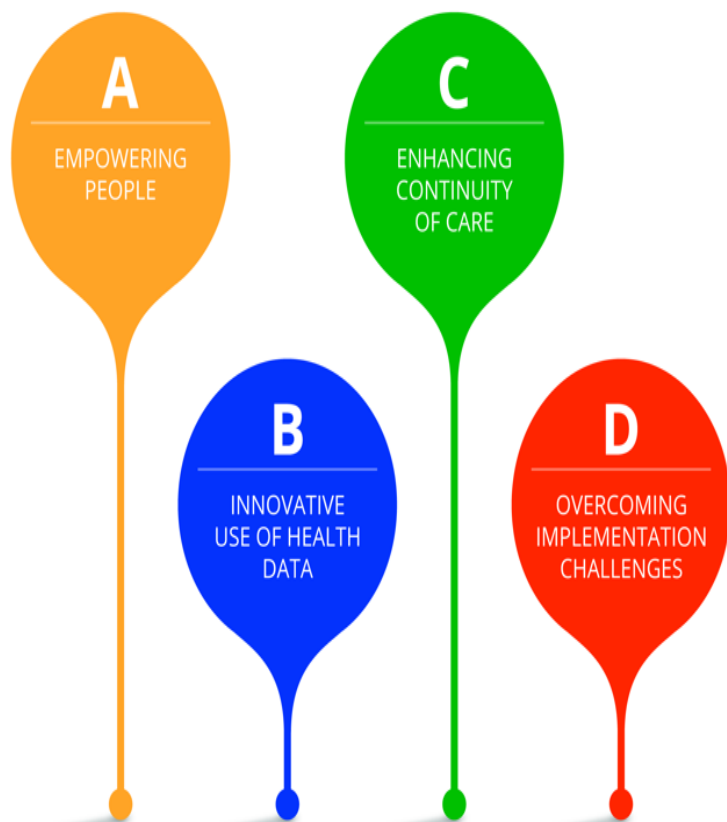 A
EMPOWERING
PEOPLE
B
INNOVATIVE
USE OF HEALTH
DATA
C
ENHANCING
CONTINUITY
OF CARE
D
OVERCOMING
IMPLEMENTATION
CHALLENGES